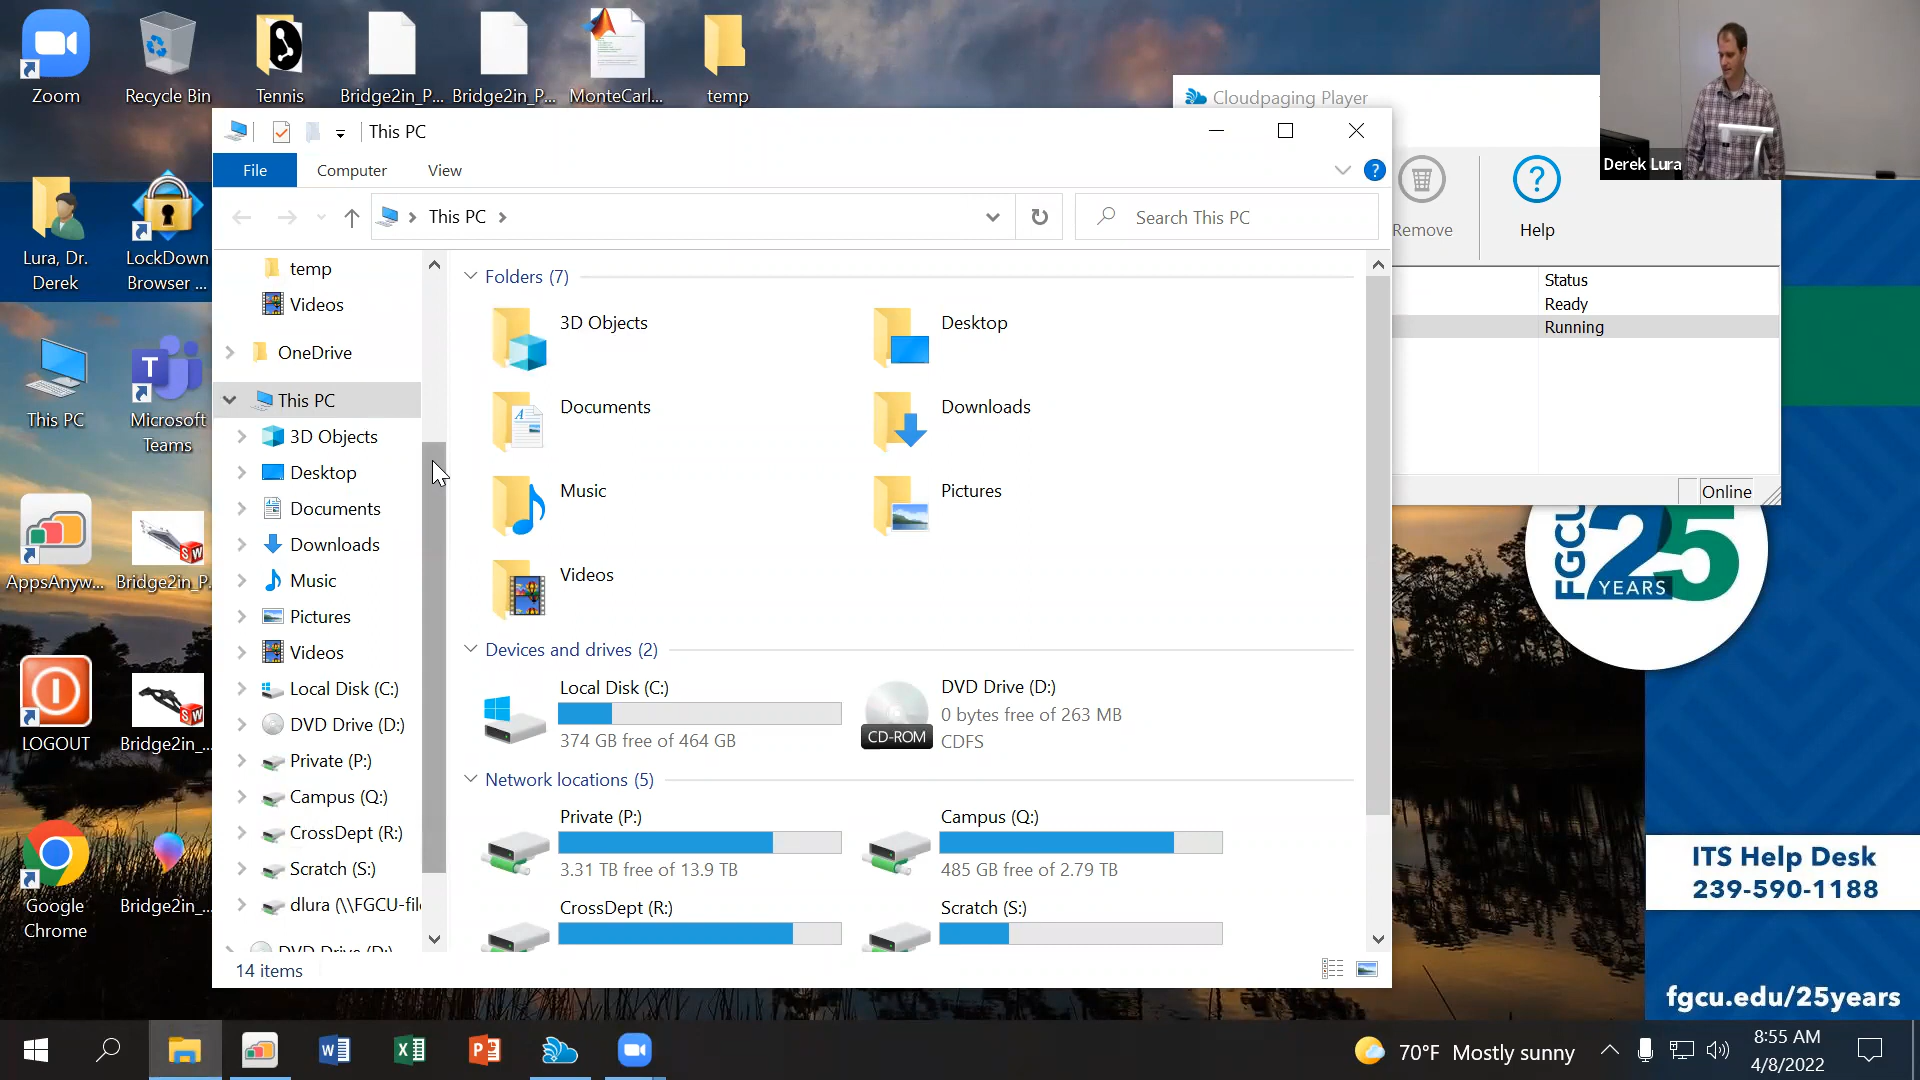 Zoom
Recycle Bin
Tennis
Bridge2in_P...
Bridge2in_P...
MonteCarl...
temp
Lura, Dr.
Derek
LockDown
Browser ...
This PC
Microsoft
Teams
AppsAnyw...
Bridge2in_P.
LOGOUT
Bridge2in_..
Google
Chrome
Bridge2in_..
Cloudpaging Player
Remove
Help
Status
Ready
Running
Online
Derek Lura
This PC
File
Computer
View
This PC
Search This PC
temp
Videos
OneDrive
This PC
3D Objects
Desktop
Documents
Downloads
Music
Pictures
Videos
Local Disk (C:)
DVD Drive (D:)
Private (P:)
Campus (Q:)
CrossDept (R:)
Scratch (S:)
dlura (\\FGCU-fil
DVD Drive (D:)
Folders (7)
3D Objects
Desktop
Documents
Downloads
Music
Pictures
Videos
Devices and drives (2)
Local Disk (C:)
374 GB free of 464 GB
DVD Drive (D:)
0 bytes free of 263 MB
CDFS
CD-ROM
Network locations (5)
Private (P:)
3.31 TB free of 13.9 TB
Campus (Q:)
485 GB free of 2.79 TB
CrossDept (R:)
Scratch (S:)
14 items
FGCU
25
YEARS
ITS Help Desk
239-590-1188
fgcu.edu/25years
70°F Mostly sunny
8:55 AM
4/8/2022